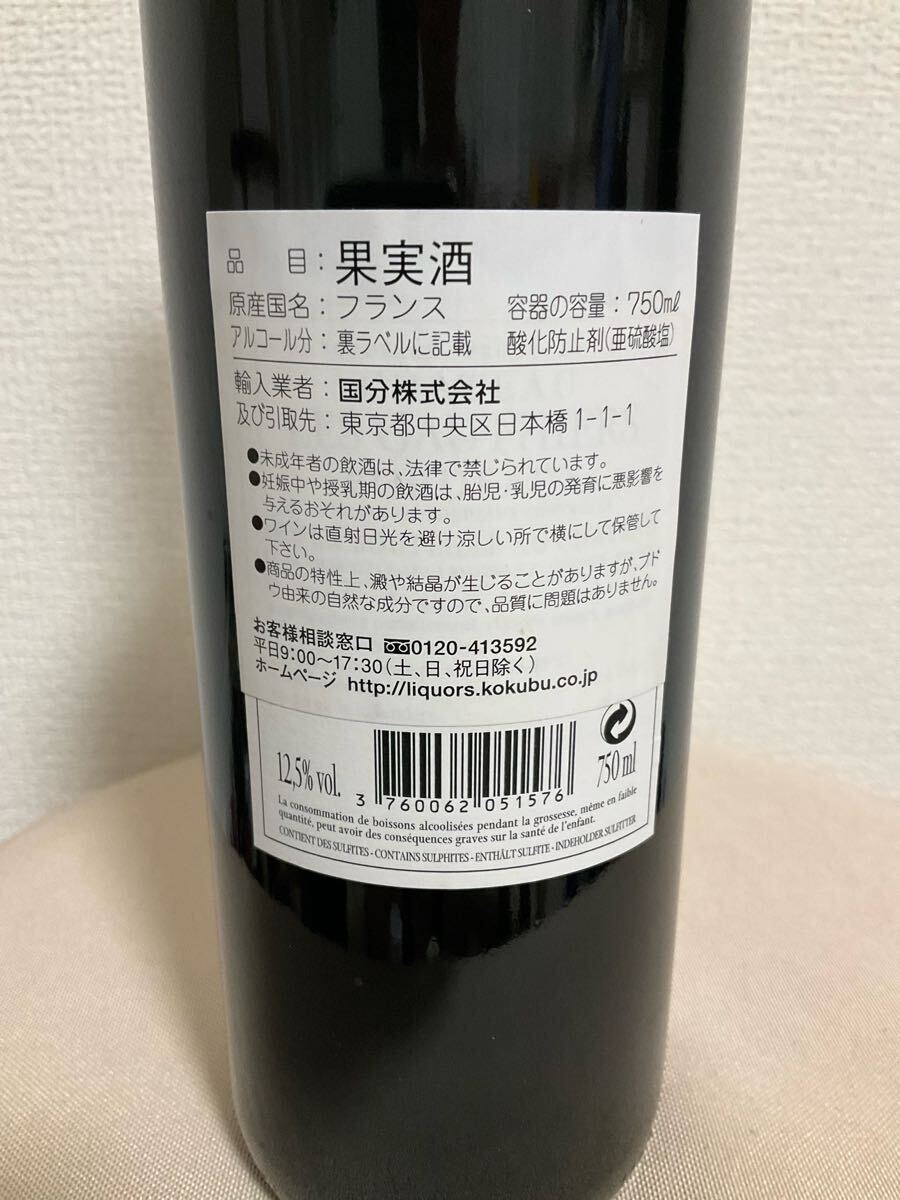 品　目：果実酒
原産国名：フランス　容器の容量：750ml
アルコール分：裏ラベルに記載　酸化防止剤(亜硫酸塩)
輸入業者：国分株式会社
及び引取先：東京都中央区日本橋1-1-1
●未成年者の飲酒は、法律で禁じられています。
●妊娠中や授乳期の飲酒は、胎児・乳児の発育に悪影響を
与えるおそれがあります。
●ワインは直射日光を避け涼しい所で横にして保管して
下さい。
●商品の特性上、澱や結晶が生じることがありますが、ブド
ウ由来の自然な成分ですので、品質に問題はありません。
お客様相談窓口 0120-413592
平日9:00〜17:30(土、日、祝日除く)
ホームページ http://liquors.kokubu.co.jp
12,5% vol. 3 760062 051576 750 ml
La consommation de boissons alcoolisées pendant la grossesse, même en faible
quantité, peut avoir des conséquences graves sur la santé de l'enfant.
CONTIENT DES SULFITES - CONTAINS SULPHITES - ENTHÄLT SULFITE - INDEHOLDER SULFITTER